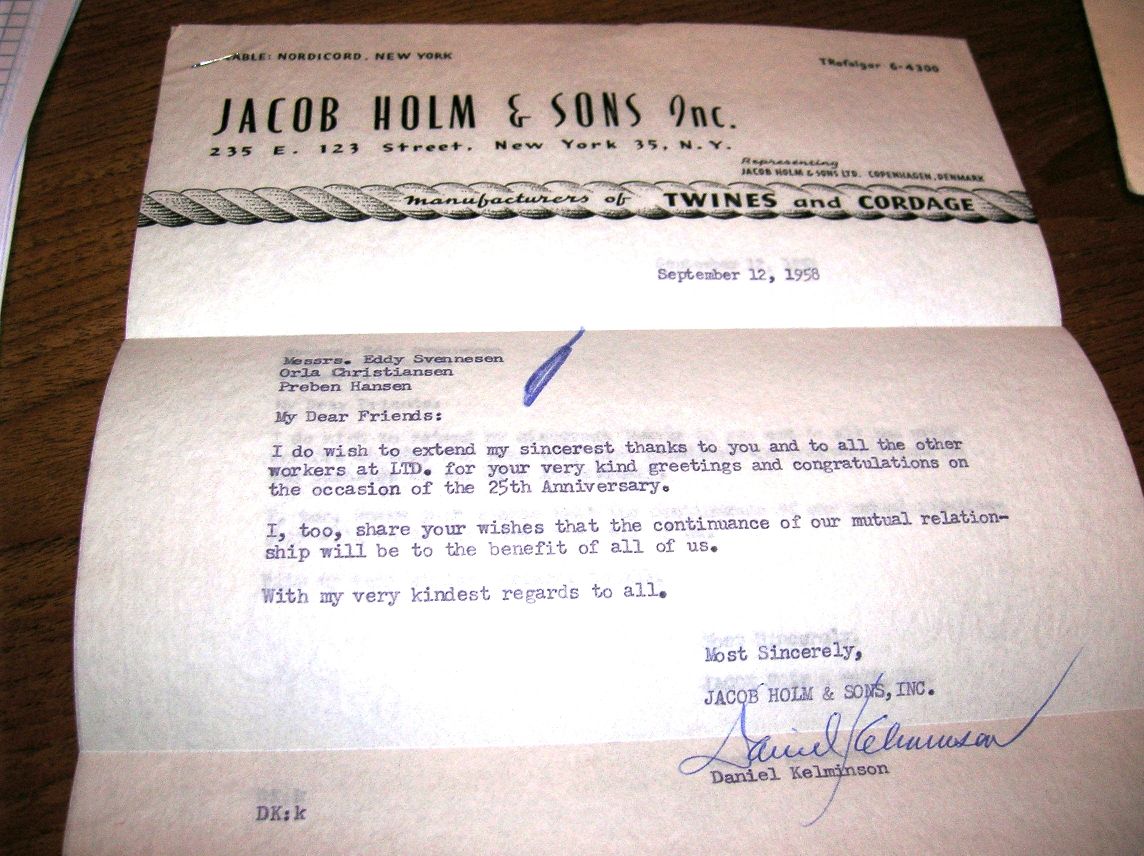 CABLE: NORDICORD, NEW YORK
TRafalgar 6-4300
JACOB HOLM & SONS Inc.
235 E. 123 Street, New York 35, N.Y.
Representing
JACOB HOLM & SONS LTD. COPENHAGEN, DENMARK
manufacturers of TWINES and CORDAGE
September 12, 1958
Messrs. Eddy Svennesen
Orla Christiansen
Preben Hansen
My Dear Friends:
I do wish to extend my sincerest thanks to you and to all the other
workers at LTD. for your very kind greetings and congratulations on
the occasion of the 25th Anniversary.
I, too, share your wishes that the continuance of our mutual relation-
ship will be to the benefit of all of us.
With my very kindest regards to all.
Most Sincerely,
JACOB HOLM & SONS, INC.
Daniel Kelminson
Daniel Kelminson
DK:k